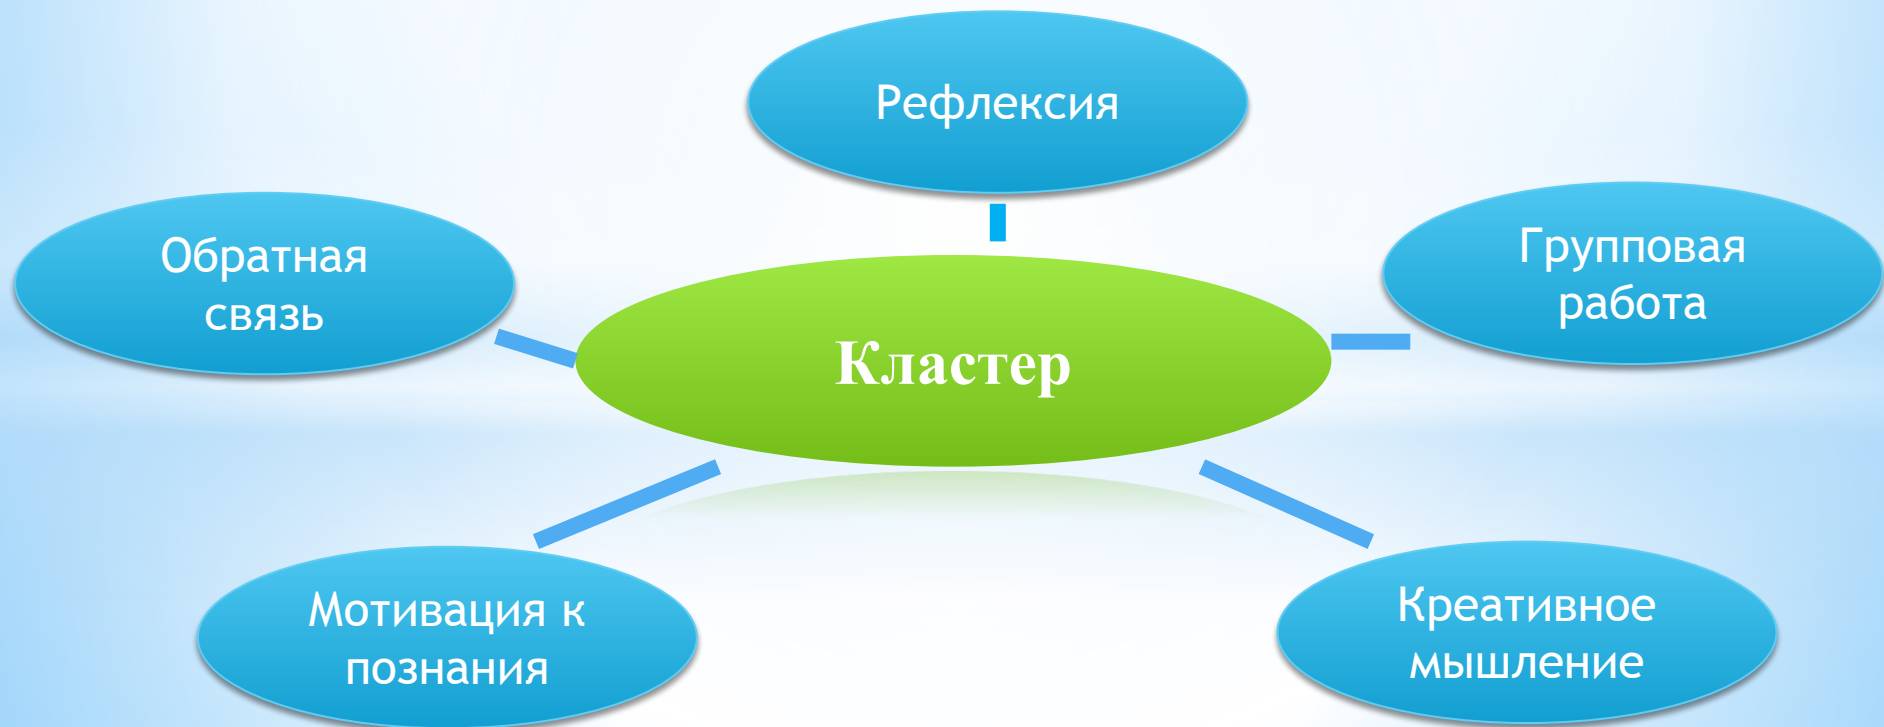 Рефлексия
Обратная
связь
Групповая
работа
Кластер
Мотивация к
познания
Креативное
мышление